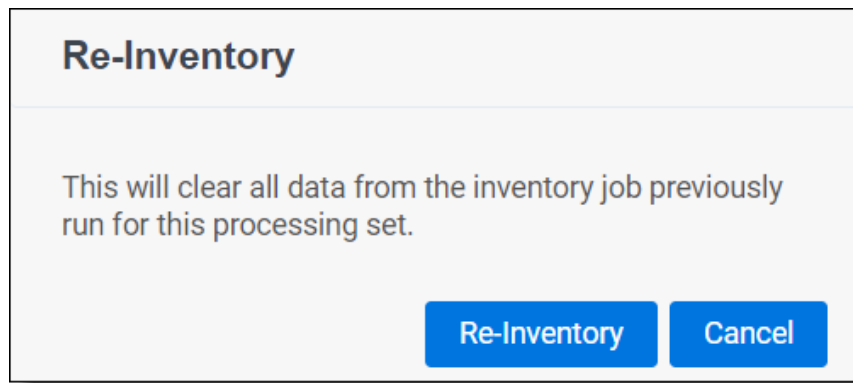 Re-Inventory
This will clear all data from the inventory job previously
run for this processing set.
Re-Inventory Cancel